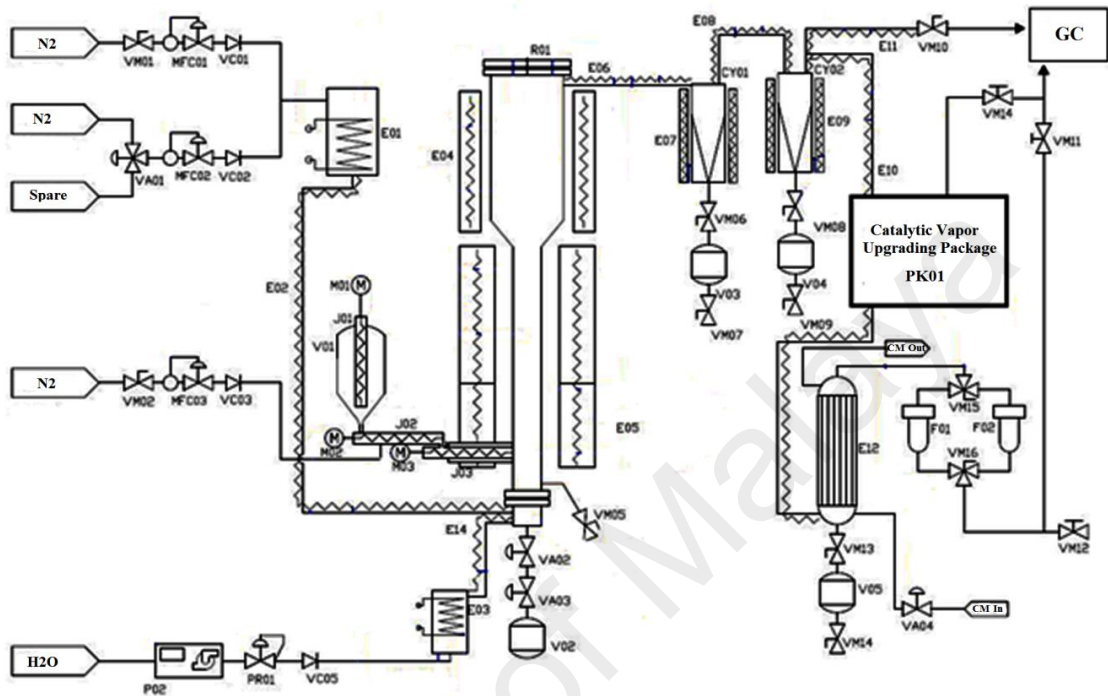 E08
N2
R01
E11
GC
VM10
VM01
MFC01
VC01
E06
CY01
CY02
N2
E01
E04
E07
E09
VM14
VM11
VA01
MFC02
VC02
E10
Spare
VM06
VM08
Catalytic Vapor
Upgrading Package
PK01
V03
V04
E02
M01
M
J01
V01
VM07
VM09
CM Out
N2
VM02
MFC03
VC03
VM15
J02
E05
F01
F02
M
M02
M
M03
J03
E12
VM16
E14
VM05
VM13
VM12
VA02
VA03
V05
E03
CM In
VA04
V02
VM14
H2O
P02
PR01
VC05
of Malaya